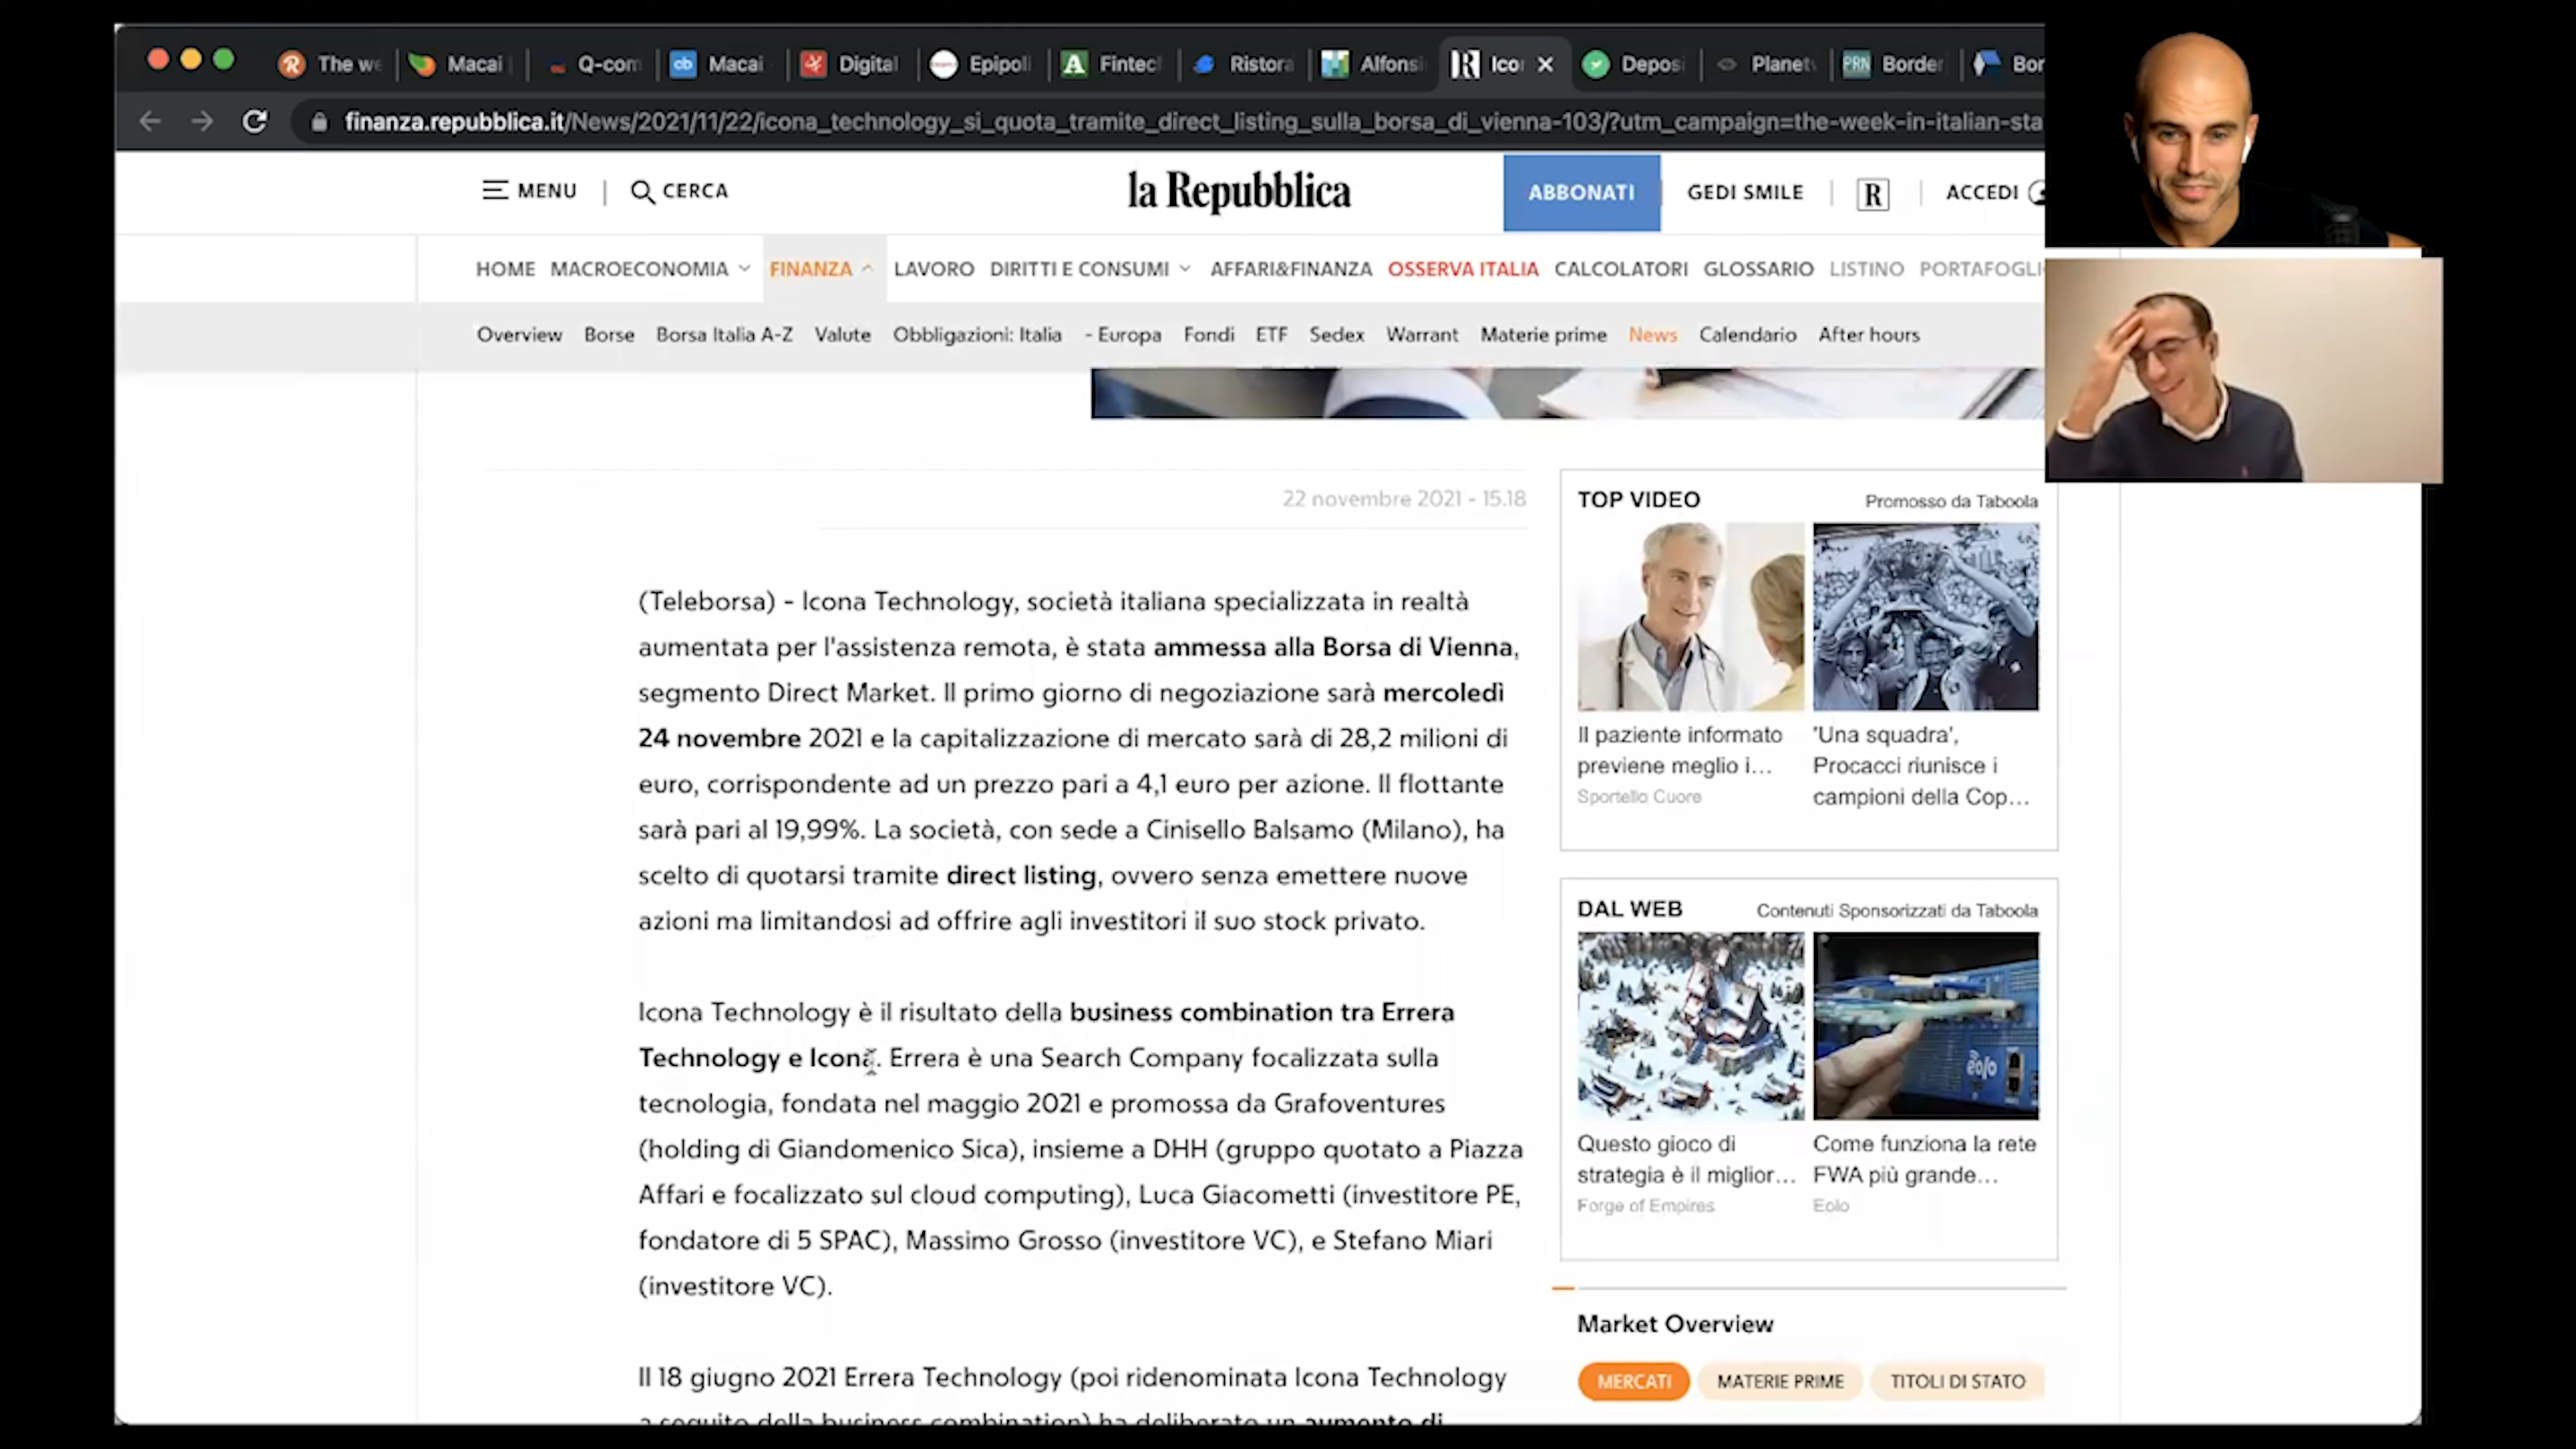 The we
Macai
Q-com
Macai
Digital
Epipoli
Fintec
Ristora
Alfonsi
Ico
Deposi
Planet
Border
Bor
finanza.repubblica.it/News/2021/11/22/icona_technology_si_quota_tramite_direct_listing_sulla_borsa_di_vienna-103/?utm_campaign=the-week-in-italian-sta
MENU | CERCA
la Repubblica
ABBONATI GEDI SMILE | R | ACCEDI
HOME MACROECONOMIA FINANZA LAVORO DIRITTI E CONSUMI AFFARI&FINANZA OSSERVA ITALIA CALCOLATORI GLOSSARIO LISTINO PORTAFOGLI
Overview Borse Borsa Italia A-Z Valute Obbligazioni: Italia - Europa Fondi ETF Sedex Warrant Materie prime News Calendario After hours
22 novembre 2021 - 15.18
(Teleborsa) - Icona Technology, società italiana specializzata in realtà
aumentata per l'assistenza remota, è stata ammessa alla Borsa di Vienna,
segmento Direct Market. Il primo giorno di negoziazione sarà mercoledì
24 novembre 2021 e la capitalizzazione di mercato sarà di 28,2 milioni di
euro, corrispondente ad un prezzo pari a 4,1 euro per azione. Il flottante
sarà pari al 19,99%. La società, con sede a Cinisello Balsamo (Milano), ha
scelto di quotarsi tramite direct listing, ovvero senza emettere nuove
azioni ma limitandosi ad offrire agli investitori il suo stock privato.
Icona Technology è il risultato della business combination tra Errera
Technology e Icona. Errera è una Search Company focalizzata sulla
tecnologia, fondata nel maggio 2021 e promossa da Grafoventures
(holding di Giandomenico Sica), insieme a DHH (gruppo quotato a Piazza
Affari e focalizzato sul cloud computing), Luca Giacometti (investitore PE,
fondatore di 5 SPAC), Massimo Grosso (investitore VC), e Stefano Miari
(investitore VC).
Il 18 giugno 2021 Errera Technology (poi ridenominata Icona Technology
a seguito della business combination) ha deliberato un aumento di
TOP VIDEO Promosso da Taboola
Il paziente informato
previene meglio i...
Sportello Cuore
'Una squadra',
Procacci riunisce i
campioni della Cop...
DAL WEB Contenuti Sponsorizzati da Taboola
eolo
Questo gioco di
strategia è il miglior...
Forge of Empires
Come funziona la rete
FWA più grande...
Eolo
Market Overview
MERCATI MATERIE PRIME TITOLI DI STATO